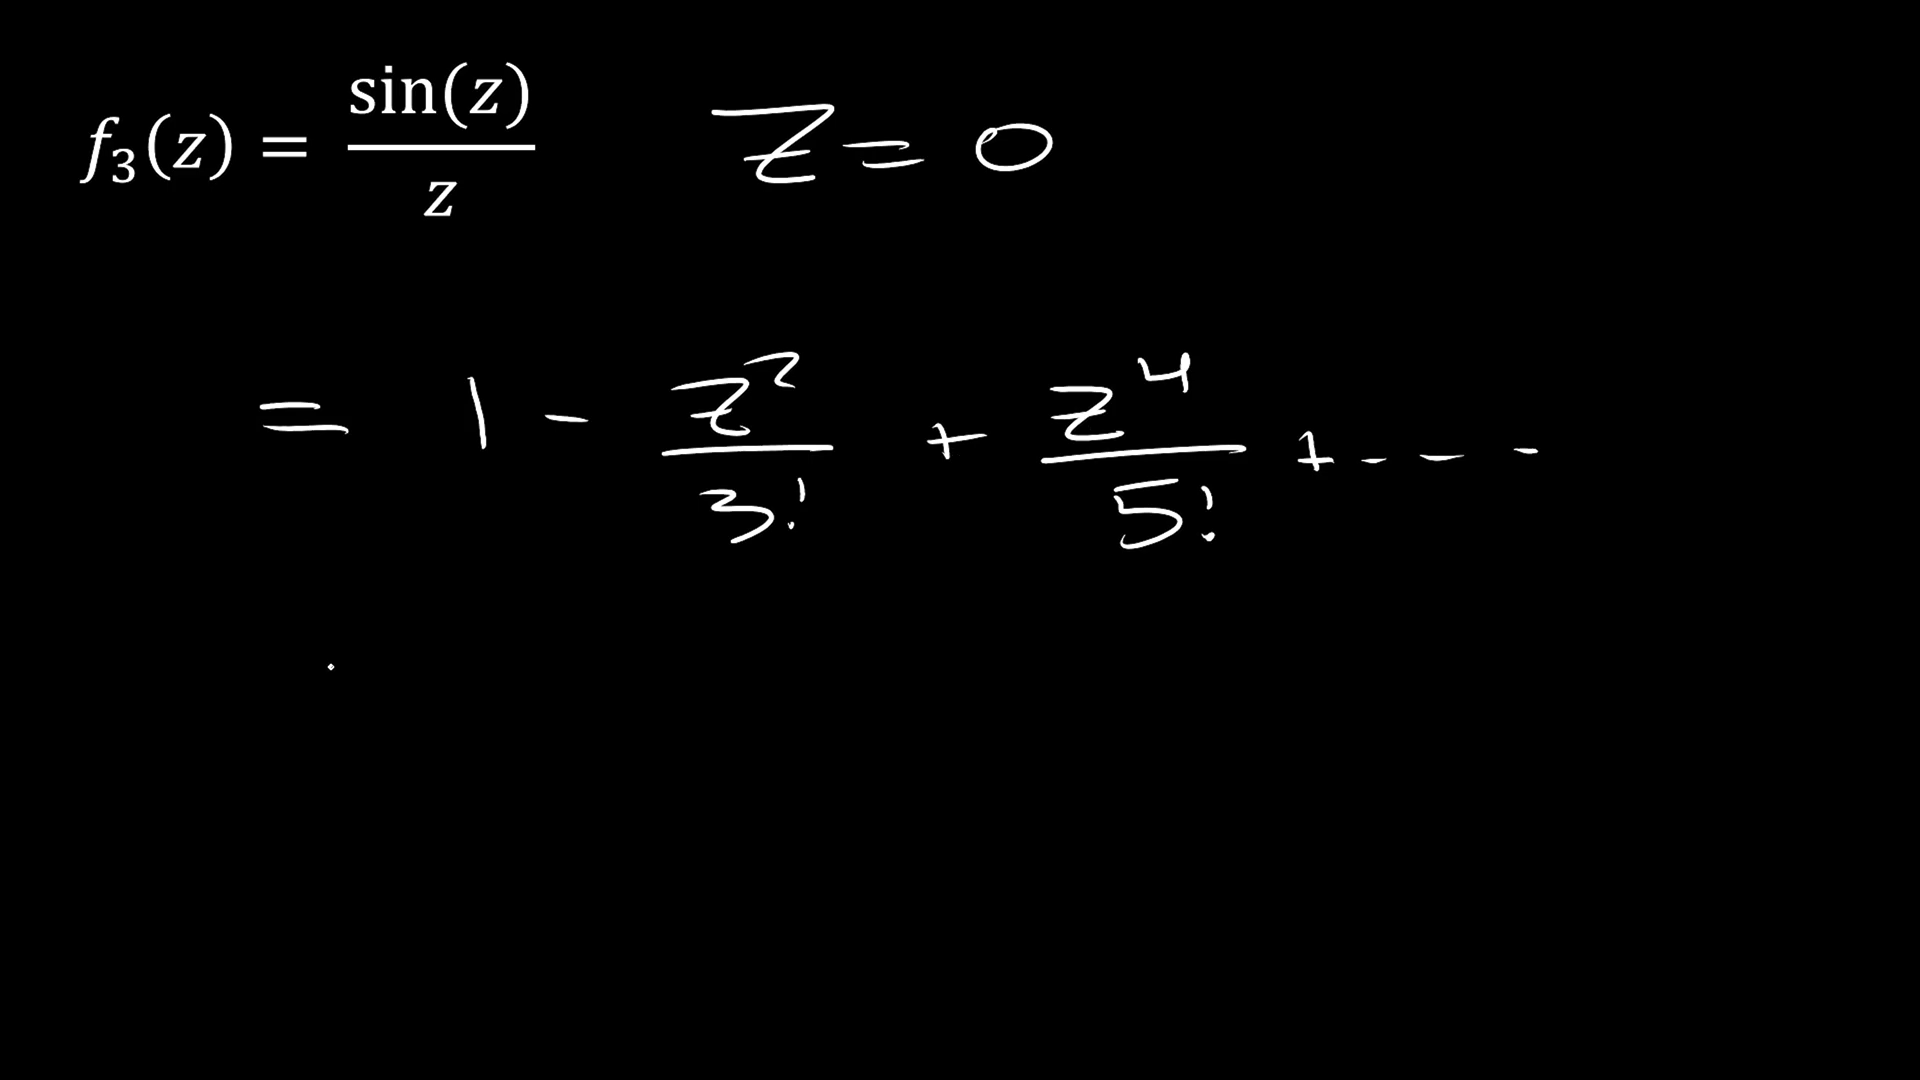 f₃(z) = sin(z)/z   z = 0
= 1 - z²/3! + z⁴/5! + - - -